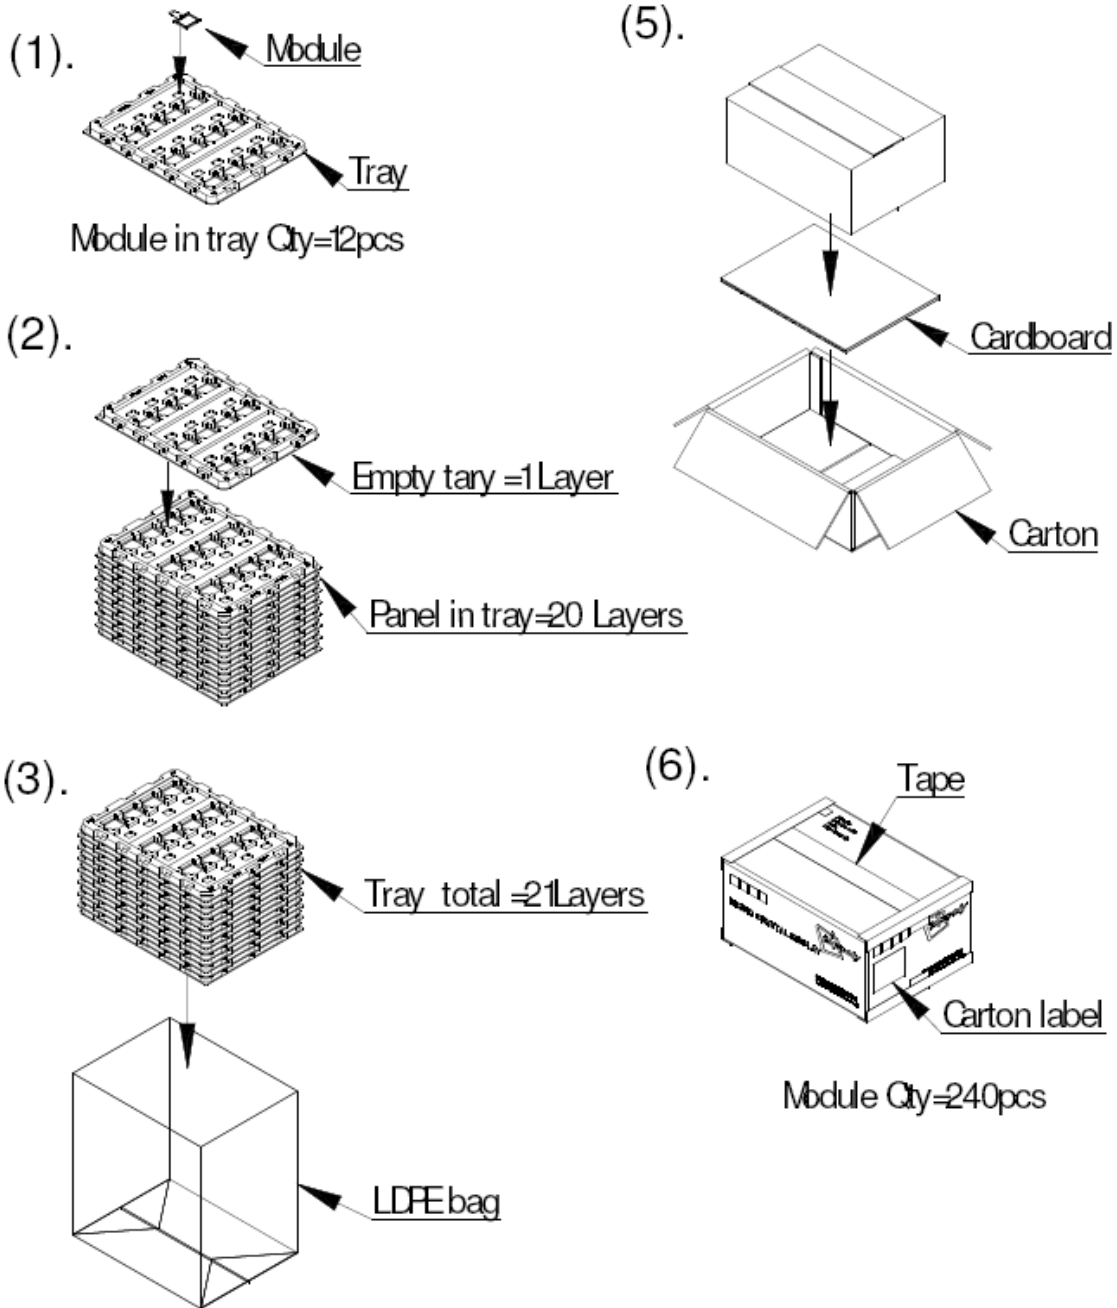 (1).
Module
Tray
Module in tray Qty=12pcs
(2).
Empty tary =1 Layer
Panel in tray=20 Layers
(3).
Tray total =21Layers
LDPE bag
(5).
Cardboard
Carton
(6).
Tape
Carton label
Module Qty=240pcs